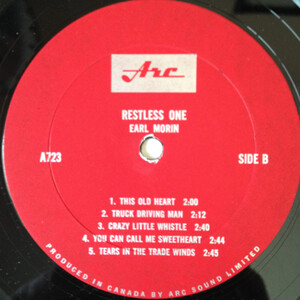 Arc
RESTLESS ONE
EARL MORIN
A723 SIDE B
1. THIS OLD HEART 2:00
2. TRUCK DRIVING MAN 2:12
3. CRAZY LITTLE WHISTLE 2:40
4. YOU CAN CALL ME SWEETHEART 2:44
5. TEARS IN THE TRADE WINDS 2:45
PRODUCED IN CANADA BY ARC SOUND LIMITED